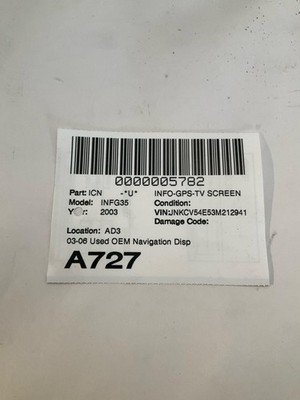 0000005782
Part: ICN -*U* INFO-GPS-TV SCREEN
Model: INFG35 Condition:
Year: 2003 VIN:JNKCV54E53M212941
Damage Code:
Location: AD3
03-06 Used OEM Navigation Disp
A727